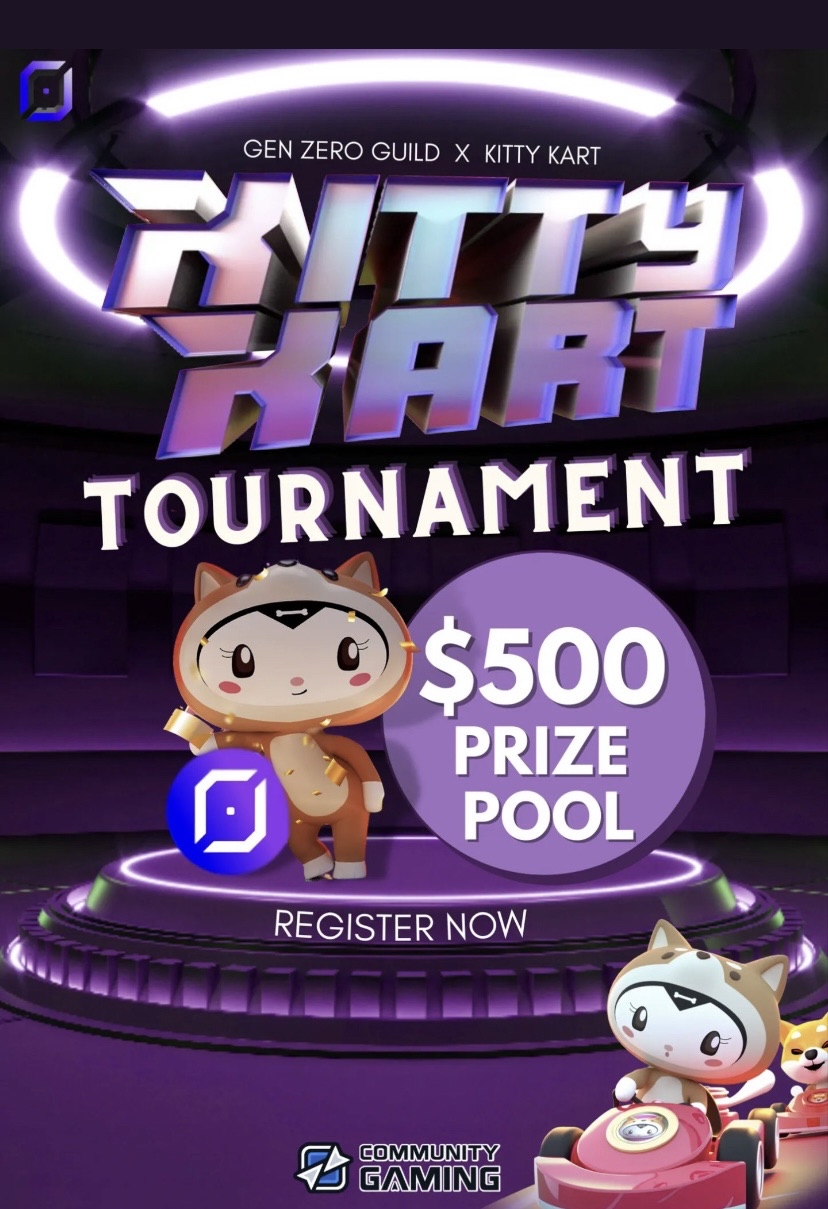 GEN ZERO GUILD X KITTY KART
KITTY
KART
TOURNAMENT
$500
PRIZE
POOL
REGISTER NOW
COMMUNITY
GAMING